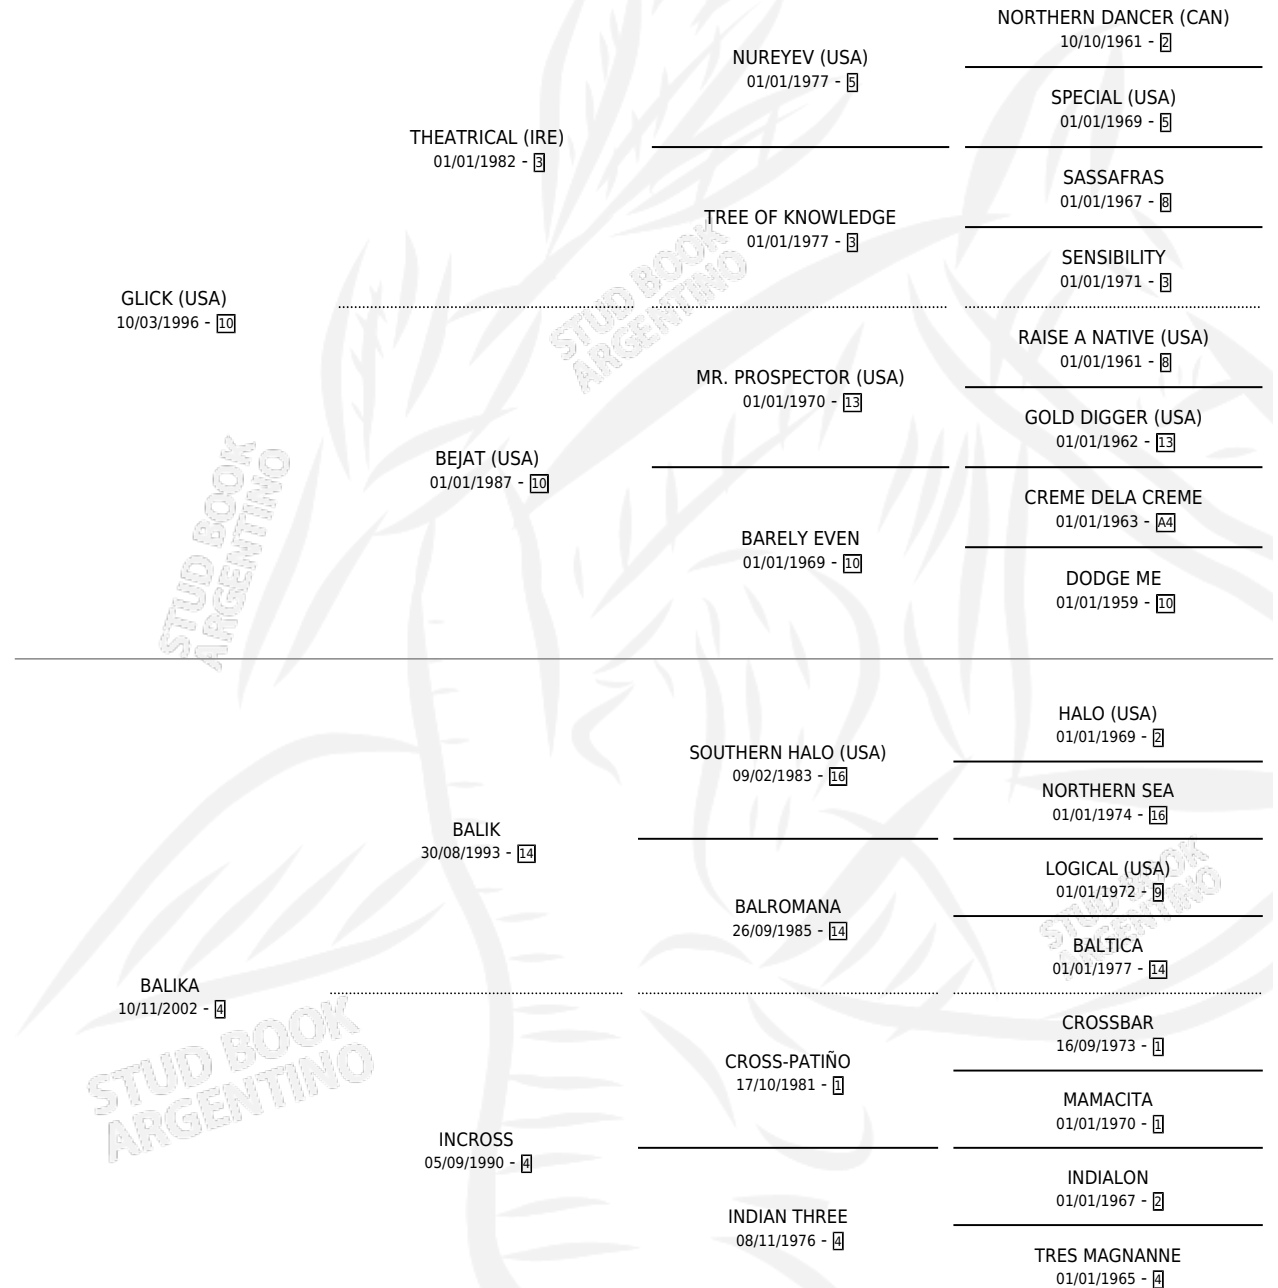 NORTHERN DANCER (CAN)
10/10/1961 - 2
NUREYEV (USA)
01/01/1977 - 5
SPECIAL (USA)
01/01/1969 - 5
THEATRICAL (IRE)
01/01/1982 - 3
SASSAFRAS
01/01/1967 - 8
TREE OF KNOWLEDGE
01/01/1977 - 3
SENSIBILITY
01/01/1971 - 3
GLICK (USA)
10/03/1996 - 10
RAISE A NATIVE (USA)
01/01/1961 - 8
MR. PROSPECTOR (USA)
01/01/1970 - 13
GOLD DIGGER (USA)
01/01/1962 - 13
BEJAT (USA)
01/01/1987 - 10
CREME DELA CREME
01/01/1963 - A4
BARELY EVEN
01/01/1969 - 10
DODGE ME
01/01/1959 - 10
HALO (USA)
01/01/1969 - 2
SOUTHERN HALO (USA)
09/02/1983 - 16
NORTHERN SEA
01/01/1974 - 16
BALIK
30/08/1993 - 14
LOGICAL (USA)
01/01/1972 - 9
BALROMANA
26/09/1985 - 14
BALTICA
01/01/1977 - 14
BALIKA
10/11/2002 - 4
CROSSBAR
16/09/1973 - 1
CROSS-PATIÑO
17/10/1981 - 1
MAMACITA
01/01/1970 - 1
INCROSS
05/09/1990 - 4
INDIALON
01/01/1967 - 2
INDIAN THREE
08/11/1976 - 4
TRES MAGNANNE
01/01/1965 - 4
STUD BOOK
ARGENTINO
STUD BOOK
ARGENTINO
STUD BOOK
ARGENTINO
STUD BOOK
ARGENTINO